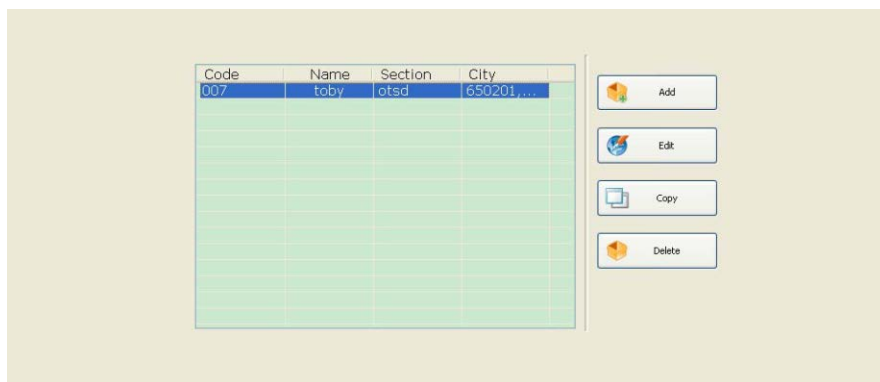 Code Name Section City
007 toby otsd 650201,...
Add
Edit
Copy
Delete